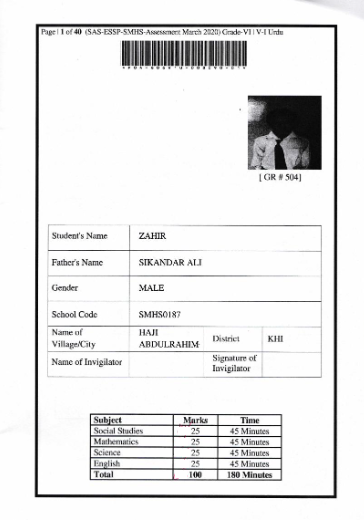 Page | 1 of 40 (SAS-ESSP-SMHS-Assessment March 2020) Grade-VI | V-I Urdu
[ GR # 504]
Student's Name ZAHIR
Father's Name SIKANDAR ALI
Gender MALE
School Code SMHS0187
Name of Village/City HAJI ABDULRAHIM District KHI
Name of Invigilator Signature of Invigilator
Subject Marks Time
Social Studies 25 45 Minutes
Mathematics 25 45 Minutes
Science 25 45 Minutes
English 25 45 Minutes
Total 100 180 Minutes